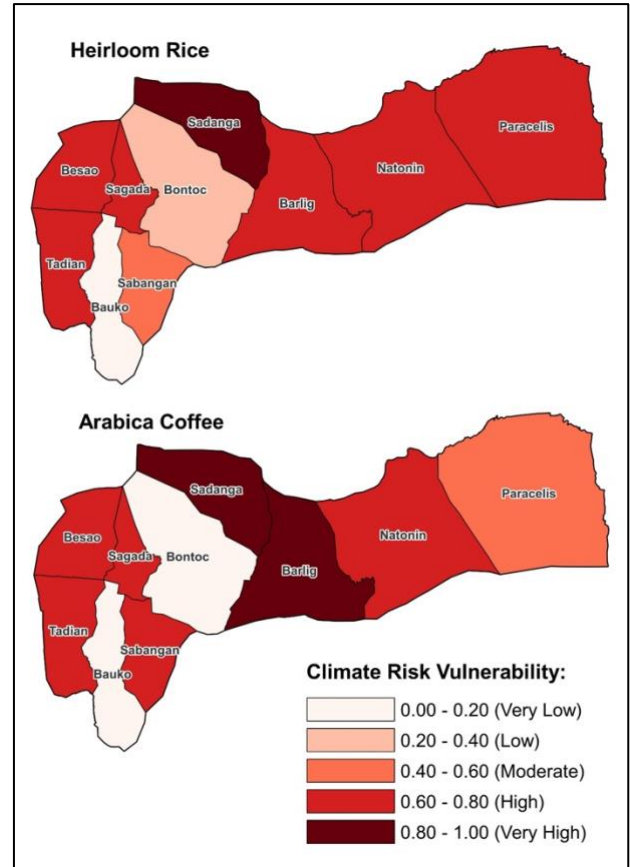 Heirloom Rice
Sadanga
Paracelis
Besao
Natonin
Sagada
Bontoc
Barlig
Tadian
Sabangan
Bauko
Arabica Coffee
Sadanga
Paracelis
Besao
Natonin
Sagada
Bontoc
Barlig
Tadian
Sabangan
Bauko
Climate Risk Vulnerability:
0.00 - 0.20 (Very Low)
0.20 - 0.40 (Low)
0.40 - 0.60 (Moderate)
0.60 - 0.80 (High)
0.80 - 1.00 (Very High)